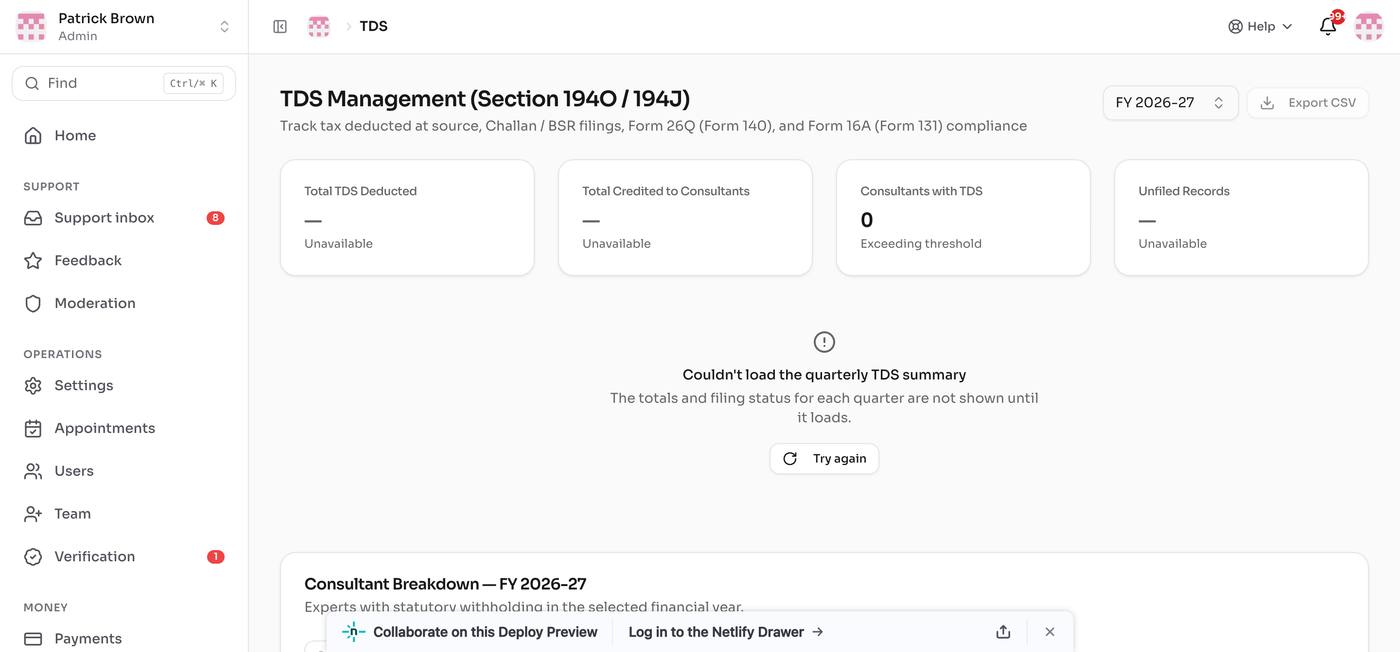 Patrick Brown
Admin
TDS
Help
99+
Find
Ctrl/⌘ K
Home
SUPPORT
Support inbox
8
Feedback
Moderation
OPERATIONS
Settings
Appointments
Users
Team
Verification
1
MONEY
Payments
TDS Management (Section 194O / 194J)
Track tax deducted at source, Challan / BSR filings, Form 26Q (Form 140), and Form 16A (Form 131) compliance
FY 2026-27
Export CSV
Total TDS Deducted
—
Unavailable
Total Credited to Consultants
—
Unavailable
Consultants with TDS
0
Exceeding threshold
Unfiled Records
—
Unavailable
Couldn't load the quarterly TDS summary
The totals and filing status for each quarter are not shown until
it loads.
Try again
Consultant Breakdown — FY 2026-27
Experts with statutory withholding in the selected financial year.
Collaborate on this Deploy Preview
Log in to the Netlify Drawer →